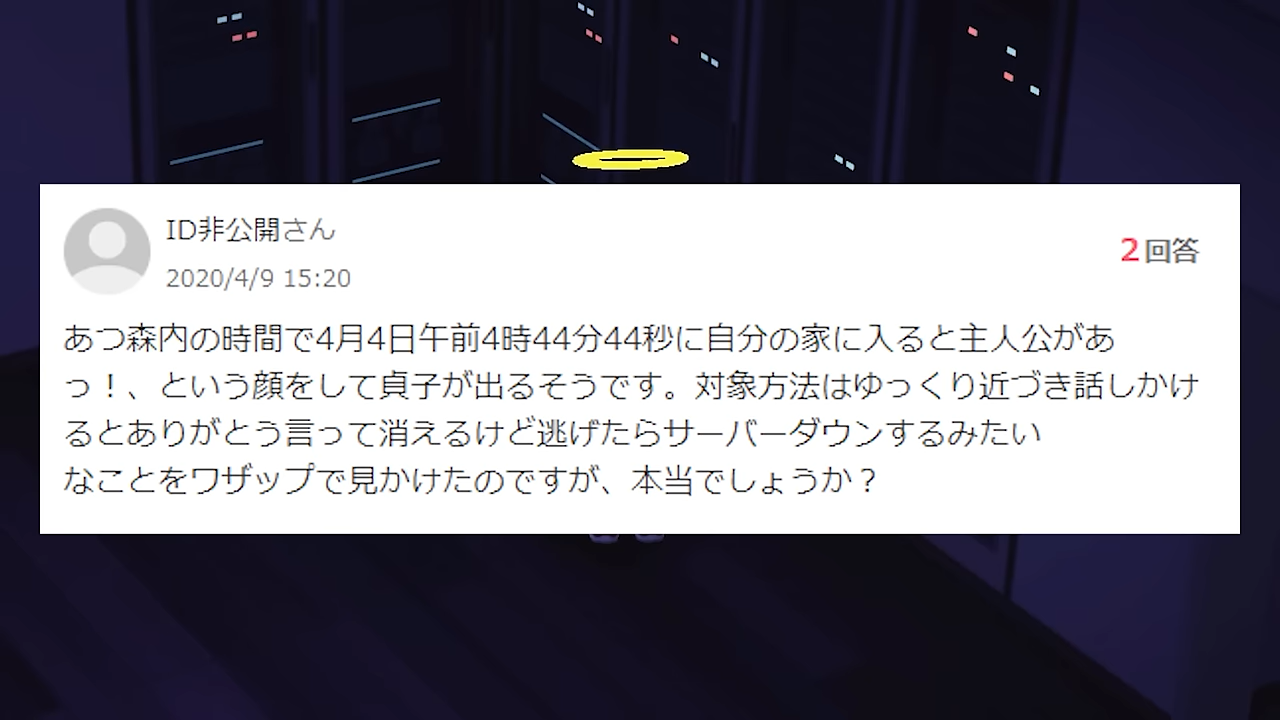 ID非公開さん
2020/4/9 15:20
2回答
あつ森内の時間で4月4日午前4時44分44秒に自分の家に入ると主人公があ
っ！、という顔をして貞子が出るそうです。対象方法はゆっくり近づき話しかけ
るとありがとう言って消えるけど逃げたらサーバーダウンするみたい
なことをワザップで見かけたのですが、本当でしょうか？